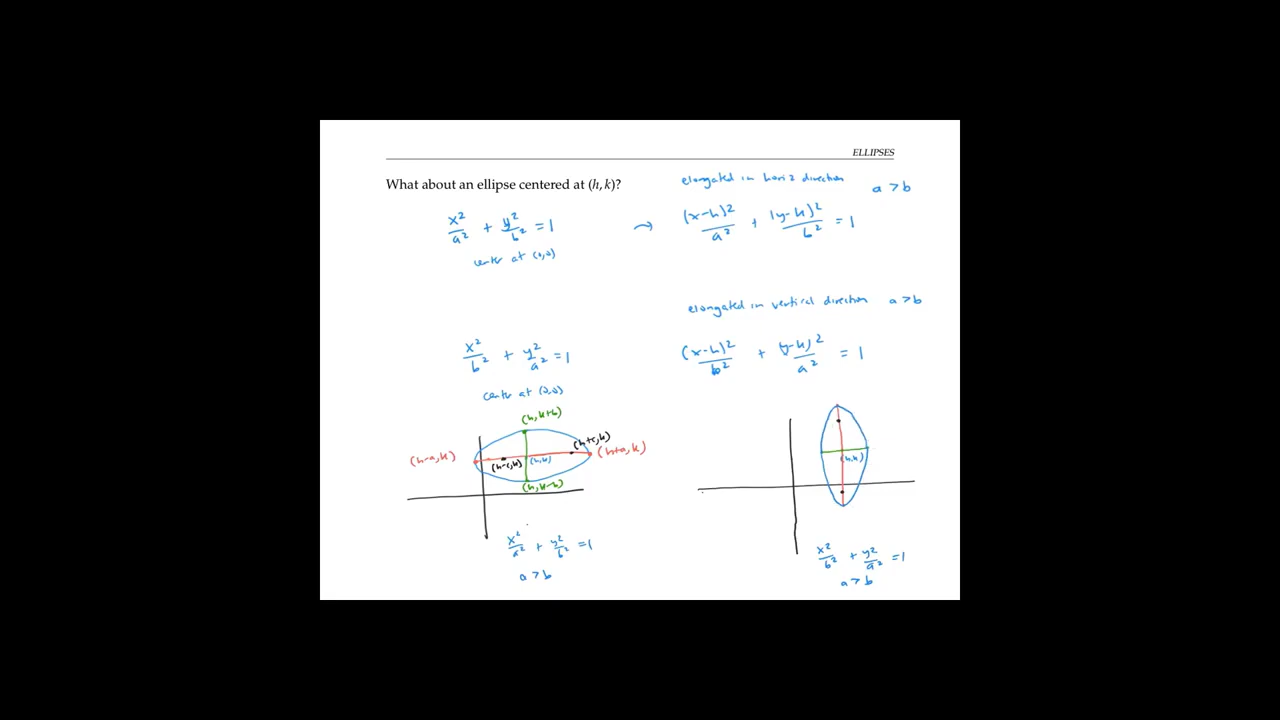 ELLIPSES
What about an ellipse centered at (h, k)?
elongated in horiz direction a > b
x²/a² + y²/b² = 1 → (x-h)²/a² + (y-k)²/b² = 1
center at (0,0)
elongated in vertical direction a > b
x²/b² + y²/a² = 1 (x-h)²/b² + (y-k)²/a² = 1
center at (0,0)
(h, k+b)
(h+c, k)
(h-a, k) (h+a, k)
(h-c, k) (h,k) (h,k)
(h, k-b)
x²/a² + y²/b² = 1
a > b
x²/b² + y²/a² = 1
a > b